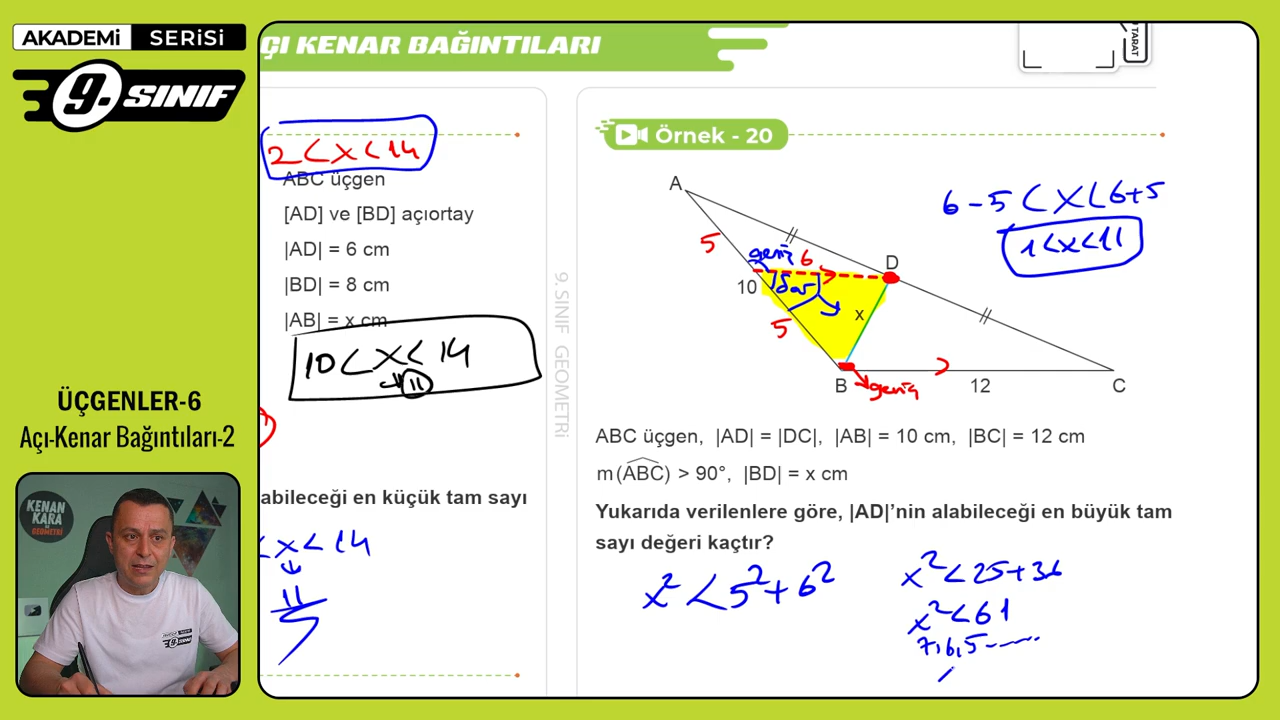 AKADEMİ SERİSİ
9. SINIF
ÜÇGENLER-6
Açı-Kenar Bağıntıları-2
KENAN
KARA
GEOMETRİ
9.SINIF
ÇI KENAR BAĞINTILARI
TARAT
2 < x < 14
ABC üçgen
[AD] ve [BD] açıortay
|AD| = 6 cm
|BD| = 8 cm
|AB| = x cm
10 < x < 14
11
abileceği en küçük tam sayı
< x < 14
11
9. SINIF GEOMETRİ
Örnek - 20
6 - 5 < x < 6+5
1 < x < 11
A
5
geniş
6
D
10
dar
x
5
B
geniş
12
C
ABC üçgen, |AD| = |DC|, |AB| = 10 cm, |BC| = 12 cm
m(ABC) > 90°, |BD| = x cm
Yukarıda verilenlere göre, |AD|'nin alabileceği en büyük tam
sayı değeri kaçtır?
x² < 5² + 6²
x² < 25 + 36
x² < 61
7, 6, 5 ......